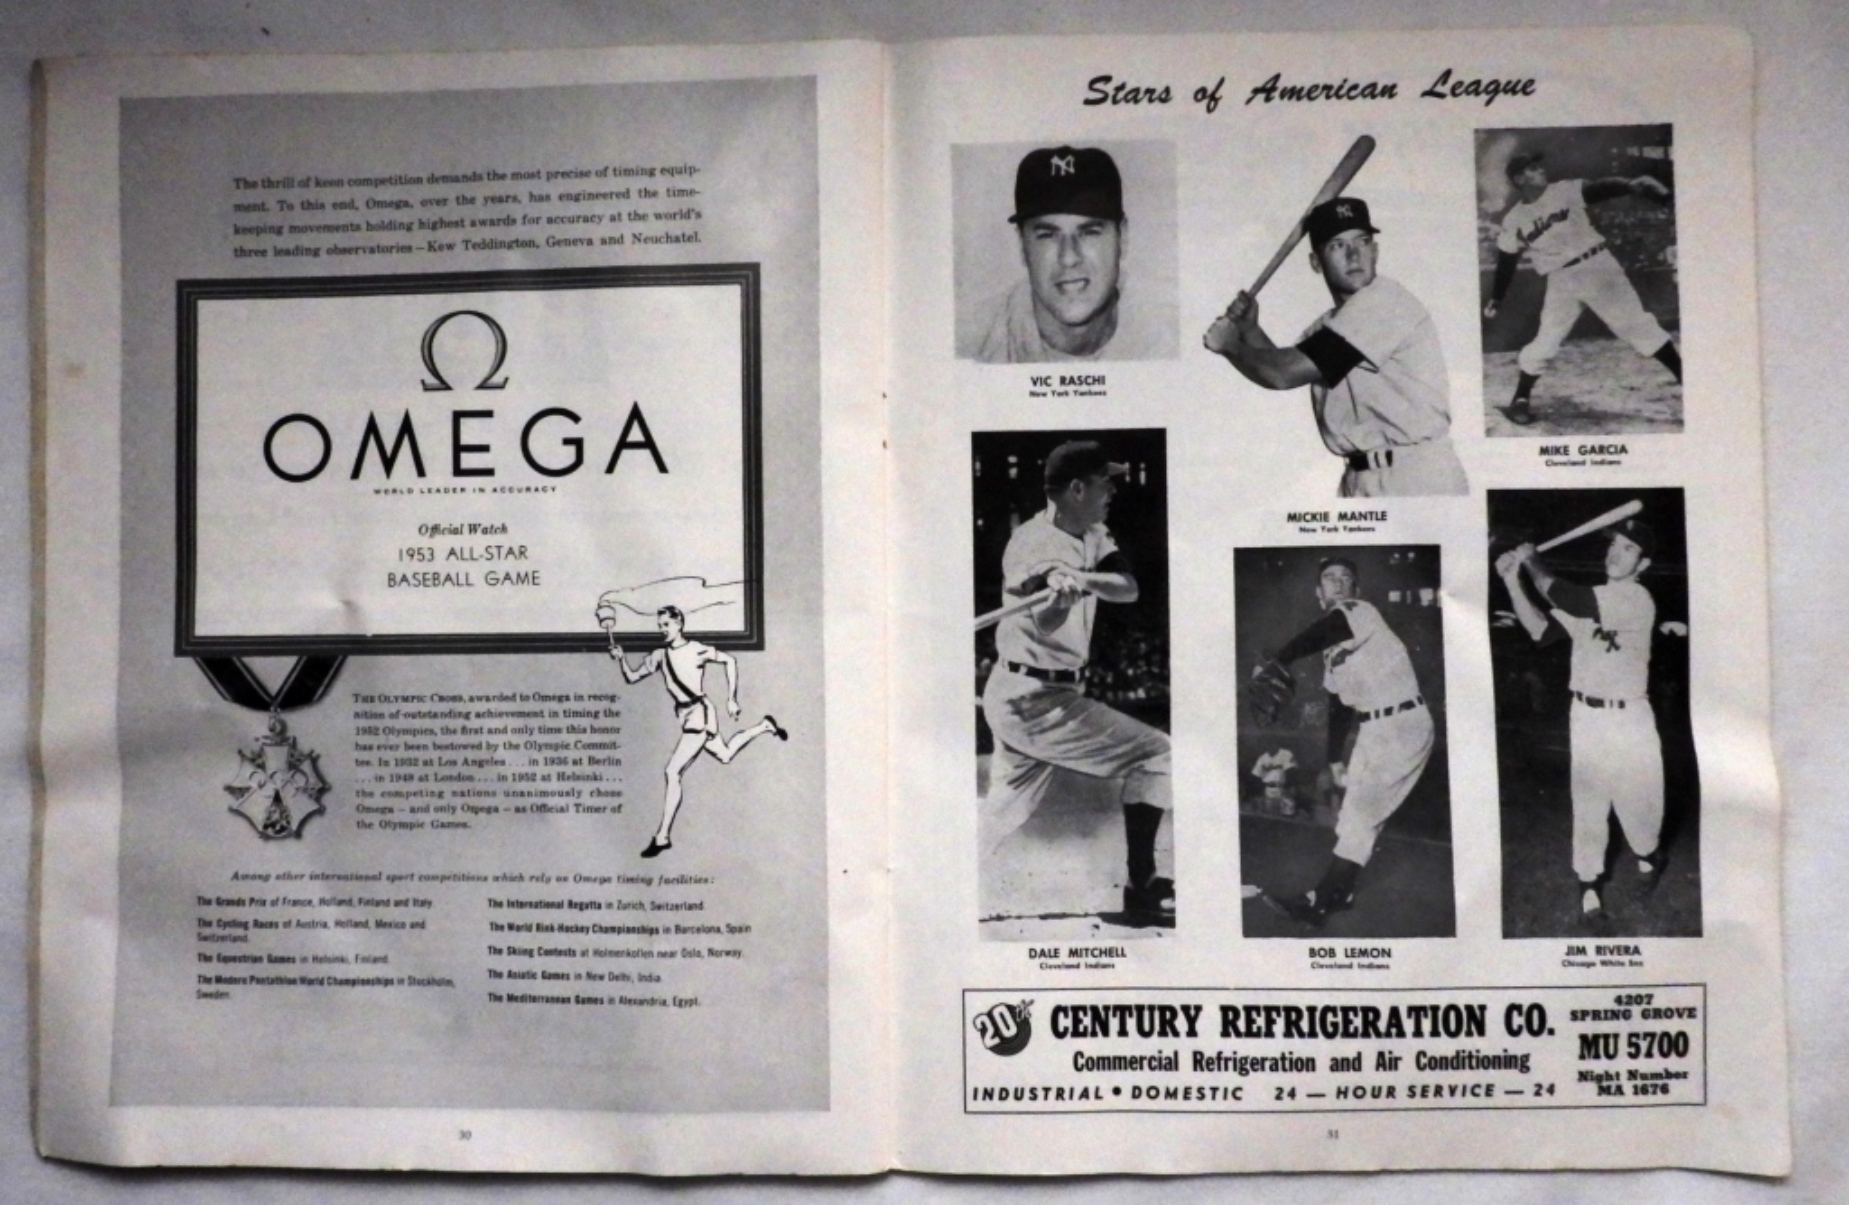 The thrill of keen competition demands the most precise of timing equip-
ment. To this end, Omega, over the years, has engineered the time-
keeping movements holding highest awards for accuracy at the world's
three leading observatories—Kew Teddington, Geneva and Neuchatel.
Ω
OMEGA
WORLD LEADER IN ACCURACY
Official Watch
1953 ALL-STAR
BASEBALL GAME
THE OLYMPIC CROSS, awarded to Omega in recog-
nition of outstanding achievement in timing the
1952 Olympics, the first and only time this honor
has ever been bestowed by the Olympic Commit-
tee. In 1932 at Los Angeles . . . in 1936 at Berlin
. . . in 1948 at London . . . in 1952 at Helsinki . . .
the competing nations unanimously chose
Omega – and only Omega – as Official Timer of
the Olympic Games.
Among other international sport competitions which rely on Omega timing facilities:
The Grands Prix of France, Holland, Finland and Italy.
The Cycling Races of Austria, Holland, Mexico and
Switzerland.
The Equestrian Games in Helsinki, Finland.
The Modern Pentathlon World Championships in Stockholm,
Sweden.
The International Regatta in Zurich, Switzerland.
The World Rink-Hockey Championships in Barcelona, Spain
The Skiing Contests at Holmenkollen near Oslo, Norway.
The Asiatic Games in New Delhi, India.
The Mediterranean Games in Alexandria, Egypt.
30
Stars of American League
NY
NY
Indians
VIC RASCHI
New York Yankees
MIKE GARCIA
Cleveland Indians
MICKIE MANTLE
New York Yankees
DALE MITCHELL
Cleveland Indians
BOB LEMON
Cleveland Indians
JIM RIVERA
Chicago White Sox
20th CENTURY REFRIGERATION CO.
Commercial Refrigeration and Air Conditioning
INDUSTRIAL • DOMESTIC 24 — HOUR SERVICE — 24
4207
SPRING GROVE
MU 5700
Night Number
MA 1676
31